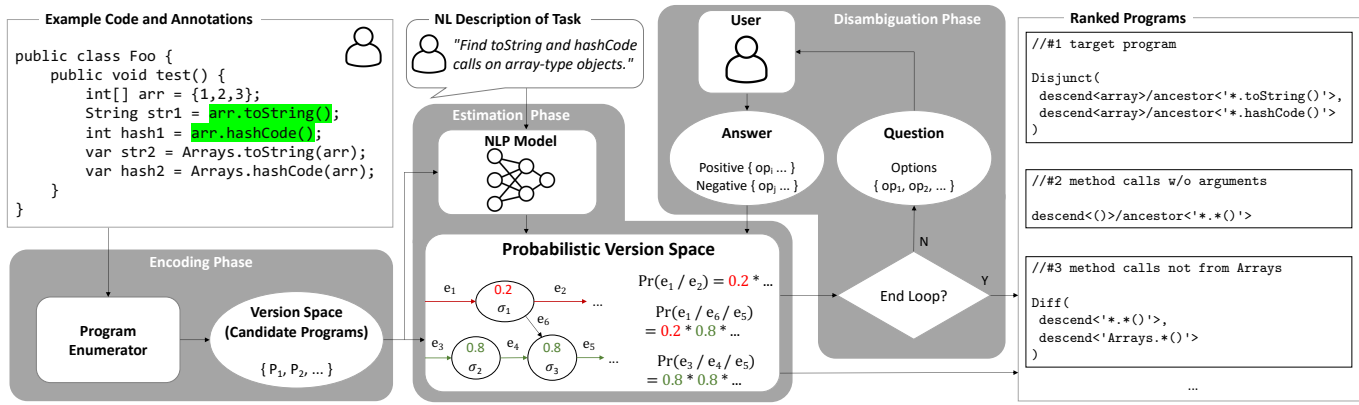 Example Code and Annotations
public class Foo {
public void test() {
int[] arr = {1,2,3};
String str1 = arr.toString();
int hash1 = arr.hashCode();
var str2 = Arrays.toString(arr);
var hash2 = Arrays.hashCode(arr);
}
}
Encoding Phase
Program
Enumerator
Version Space
(Candidate Programs)
{ P₁, P₂, ... }
NL Description of Task
"Find toString and hashCode
calls on array-type objects."
Estimation Phase
NLP Model
Probabilistic Version Space
e₁
0.2
σ₁
e₂
...
e₆
e₃
0.8
σ₂
e₄
0.8
σ₃
e₅
...
Pr(e₁ / e₂) = 0.2 * ...
Pr(e₁ / e₆ / e₅)
= 0.2 * 0.8 * ...
Pr(e₃ / e₄ / e₅)
= 0.8 * 0.8 * ...
Disambiguation Phase
User
Answer
Positive { opᵢ ... }
Negative { opⱼ ... }
Question
Options
{ op₁, op₂, ... }
N
End Loop?
Y
Ranked Programs
//#1 target program
Disjunct(
descend<array>/ancestor<'*.toString()'>,
descend<array>/ancestor<'*.hashCode()'>
)
//#2 method calls w/o arguments
descend<()>/ancestor<'*.*()'>
//#3 method calls not from Arrays
Diff(
descend<'*.*()'>,
descend<'Arrays.*()'>
)
...